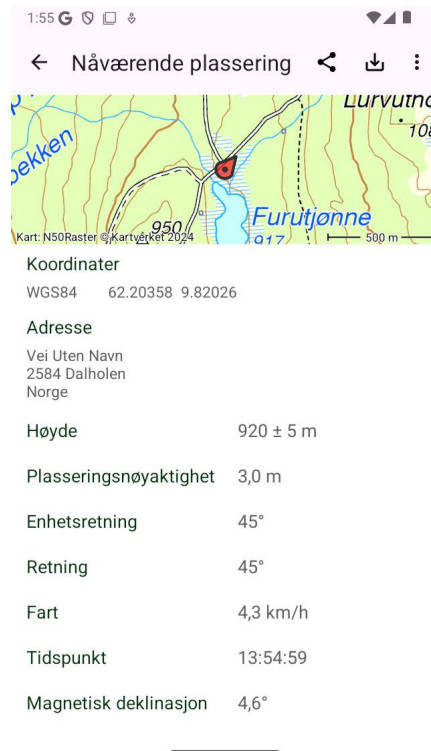 1:55 G
Nåværende plassering
10
bekken
950
Furutjønne
917
Kart: N50Raster © Kartverket 2024
500 m
Koordinater
WGS84 62.20358 9.82026
Adresse
Vei Uten Navn
2584 Dalholen
Norge
Høyde 920 ± 5 m
Plasseringsnøyaktighet 3,0 m
Enhetsretning 45°
Retning 45°
Fart 4,3 km/h
Tidspunkt 13:54:59
Magnetisk deklinasjon 4,6°